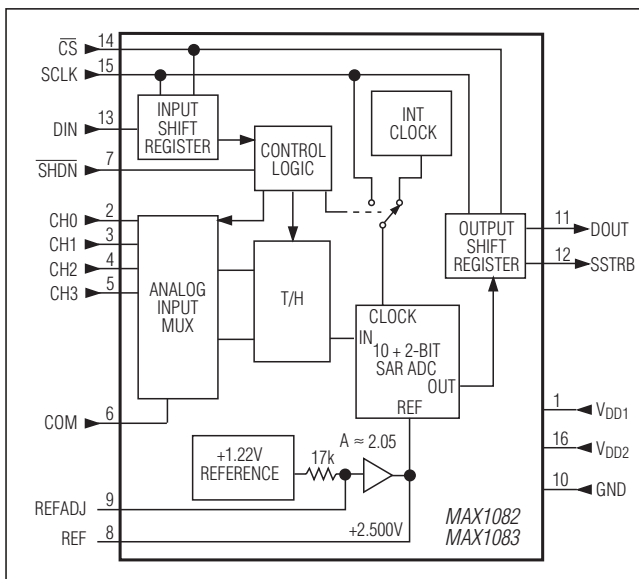 CS 14
SCLK 15
DIN 13
SHDN 7
CH0 2
CH1 3
CH2 4
CH3 5
COM 6
REFADJ 9
REF 8
INPUT
SHIFT
REGISTER
CONTROL
LOGIC
INT
CLOCK
ANALOG
INPUT
MUX
T/H
CLOCK
IN
10 + 2-BIT
SAR ADC
OUT
REF
OUTPUT
SHIFT
REGISTER
11 DOUT
12 SSTRB
1 VDD1
16 VDD2
10 GND
+1.22V
REFERENCE
17k
A ≈ 2.05
+2.500V
MAX1082
MAX1083